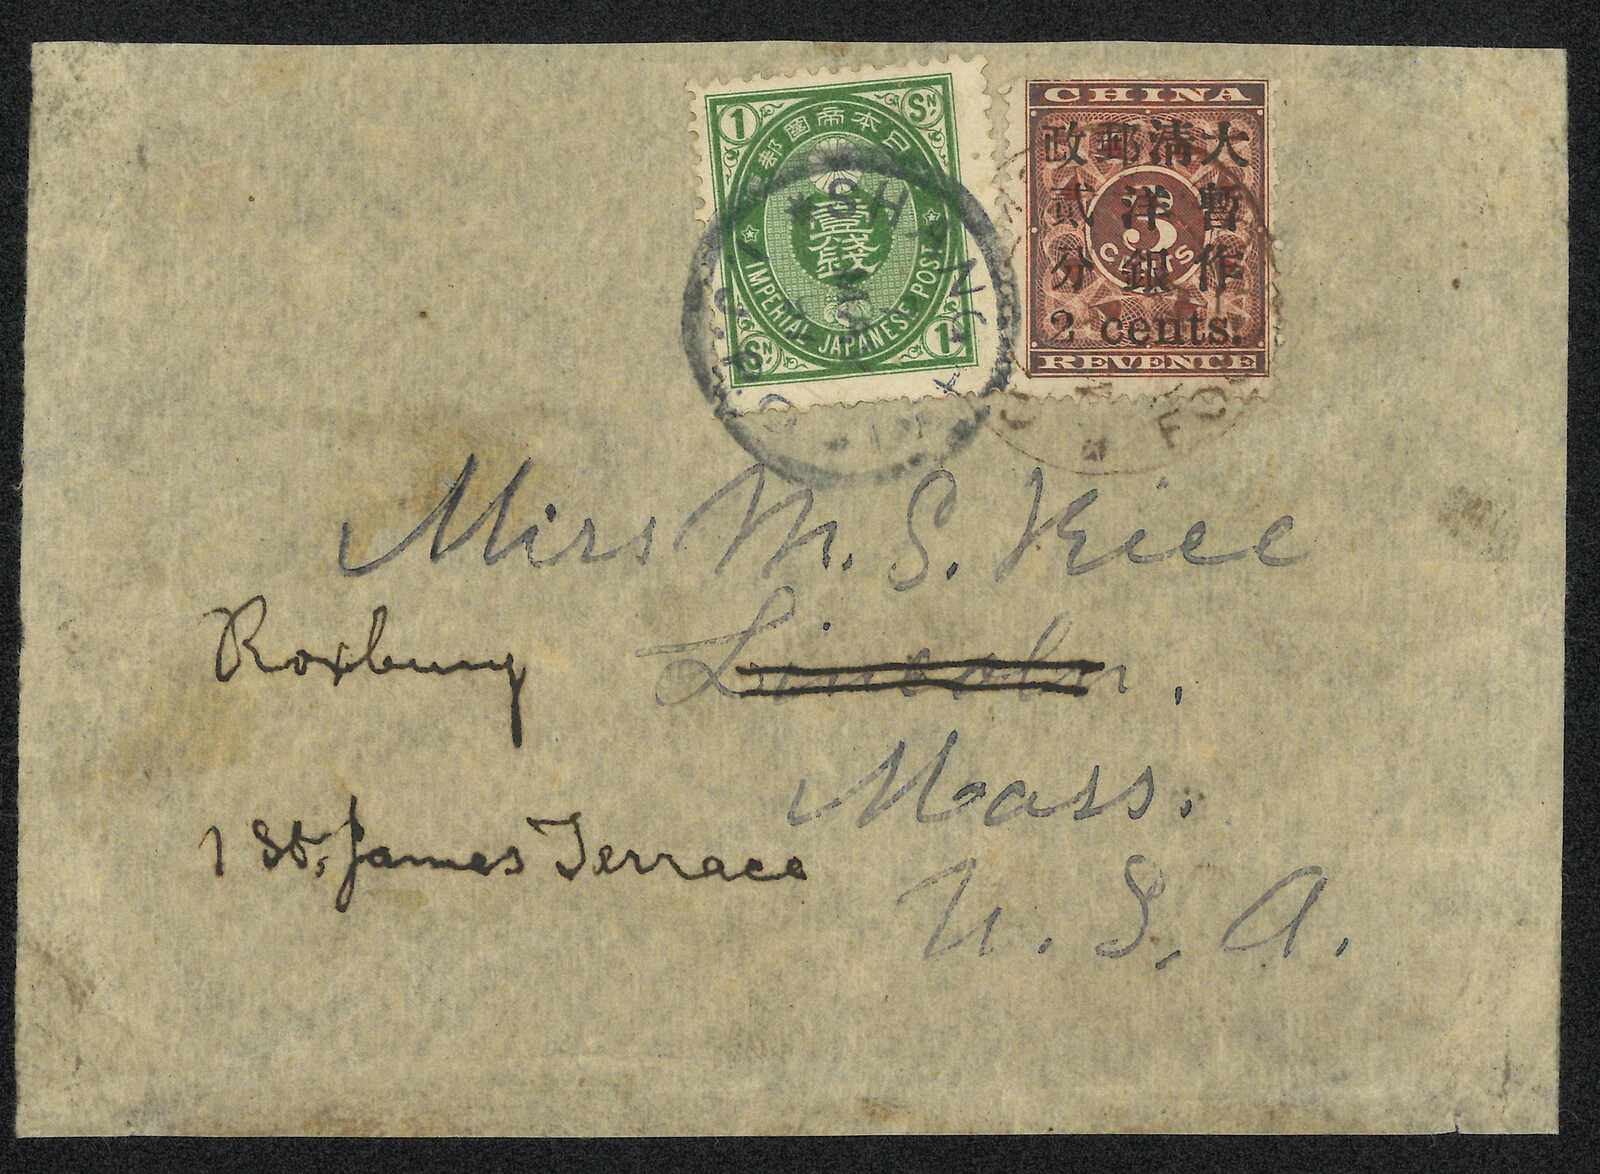 1 SN
日本帝國郵
壹錢
IMPERIAL JAPANESE POST
SN 1
CHINA
大清郵政
暫作
洋銀
貳分
3
CENTS
2 cents.
REVENUE
Miss M. S. Rice
Roxbury Lincoln,
Mass.
1 St. James Terrace
U. S. A.